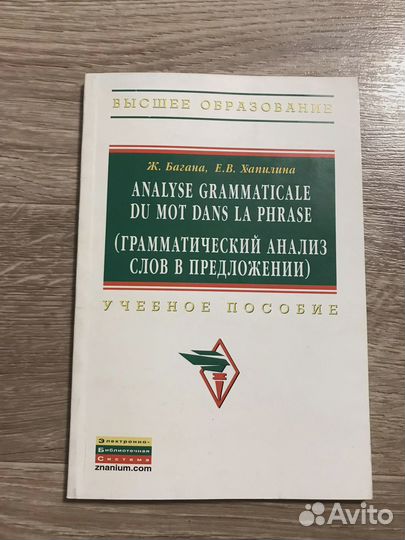 ВЫСШЕЕ ОБРАЗОВАНИЕ
Ж. Багана, Е.В. Хапилина
ANALYSE GRAMMATICALE
DU MOT DANS LA PHRASE
(ГРАММАТИЧЕСКИЙ АНАЛИЗ
СЛОВ В ПРЕДЛОЖЕНИИ)
УЧЕБНОЕ ПОСОБИЕ
Электронно-
Библиотечная
Система
znanium.com
Avito